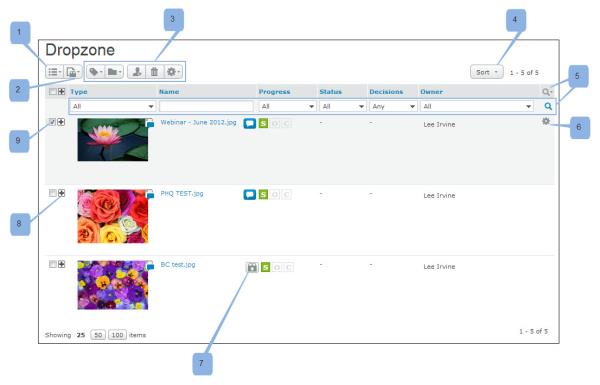 1
3
4
Dropzone
Sort
1 - 5 of 5
2
5
Type Name Progress Status Decisions Owner
All All All Any All
9
Webinar - June 2012.jpg S O C - - Lee Irvine
6
PHQ TEST.jpg S O C - - Lee Irvine
8
BC test.jpg S O C - - Lee Irvine
Showing 25 50 100 items 1 - 5 of 5
7